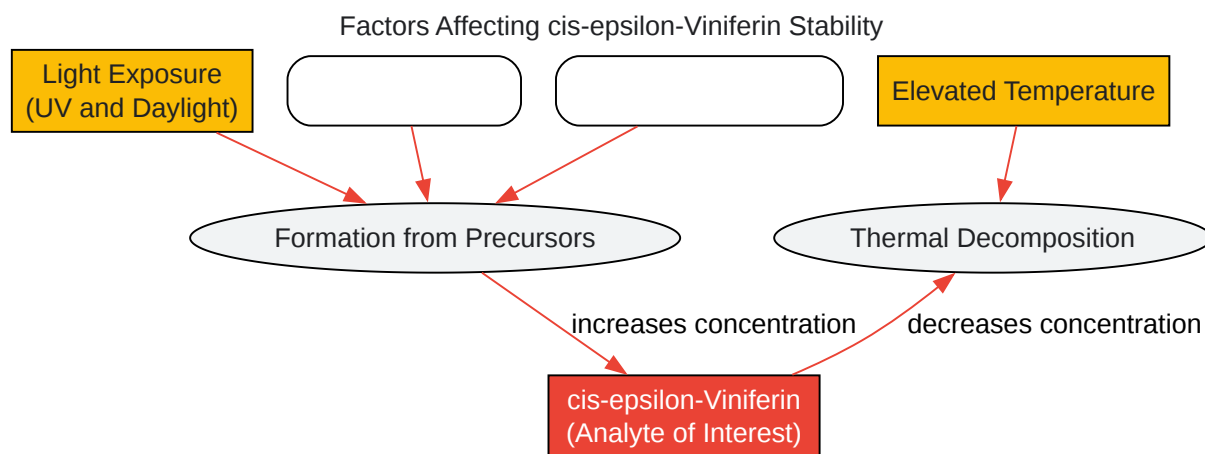 Factors Affecting cis-epsilon-Viniferin Stability
Light Exposure
(UV and Daylight)
Elevated Temperature
Formation from Precursors
Thermal Decomposition
increases concentration
decreases concentration
cis-epsilon-Viniferin
(Analyte of Interest)